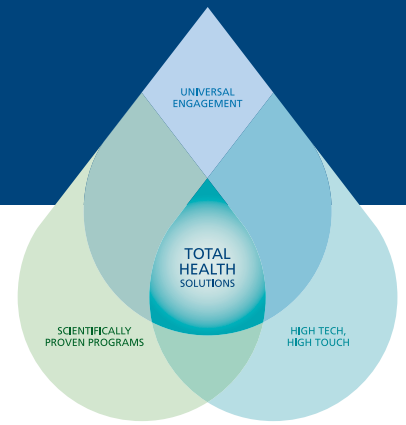 UNIVERSAL
ENGAGEMENT
TOTAL
HEALTH
SOLUTIONS
SCIENTIFICALLY
PROVEN PROGRAMS
HIGH TECH,
HIGH TOUCH